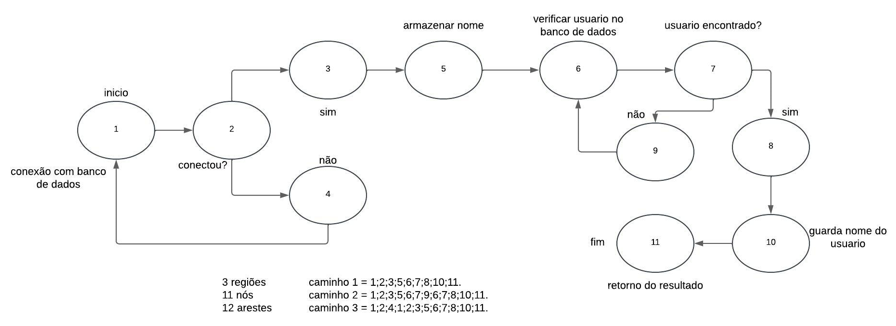 inicio
1
conexão com banco
de dados
2
conectou?
3
sim
não
4
armazenar nome
5
verificar usuario no
banco de dados
6
usuario encontrado?
7
não
9
sim
8
guarda nome do
usuario
10
fim
11
retorno do resultado
3 regiões
11 nós
12 arestes
caminho 1 = 1;2;3;5;6;7;8;10;11.
caminho 2 = 1;2;3;5;6;7;9;6;7;8;10;11.
caminho 3 = 1;2;4;1;2;3;5;6;7;8;10;11.